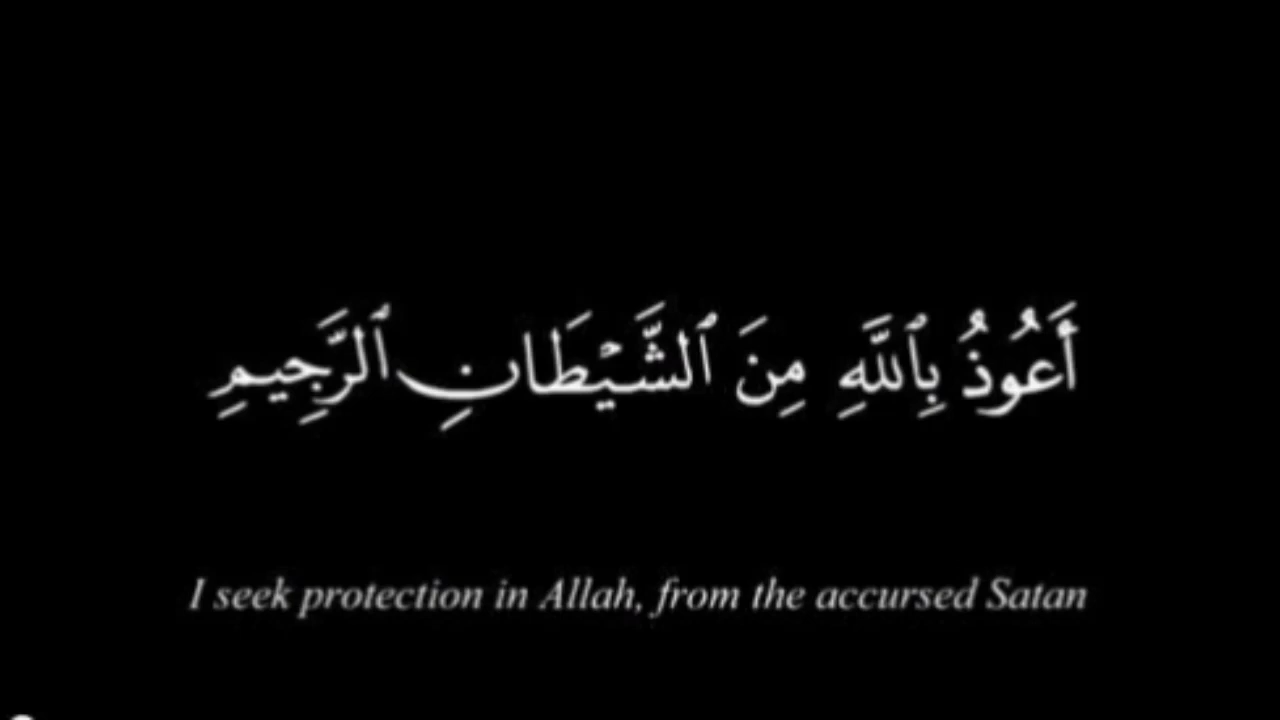 أَعُوذُ بِٱللَّهِ مِنَ ٱلشَّيْطَانِ ٱلرَّجِيمِ
I seek protection in Allah, from the accursed Satan